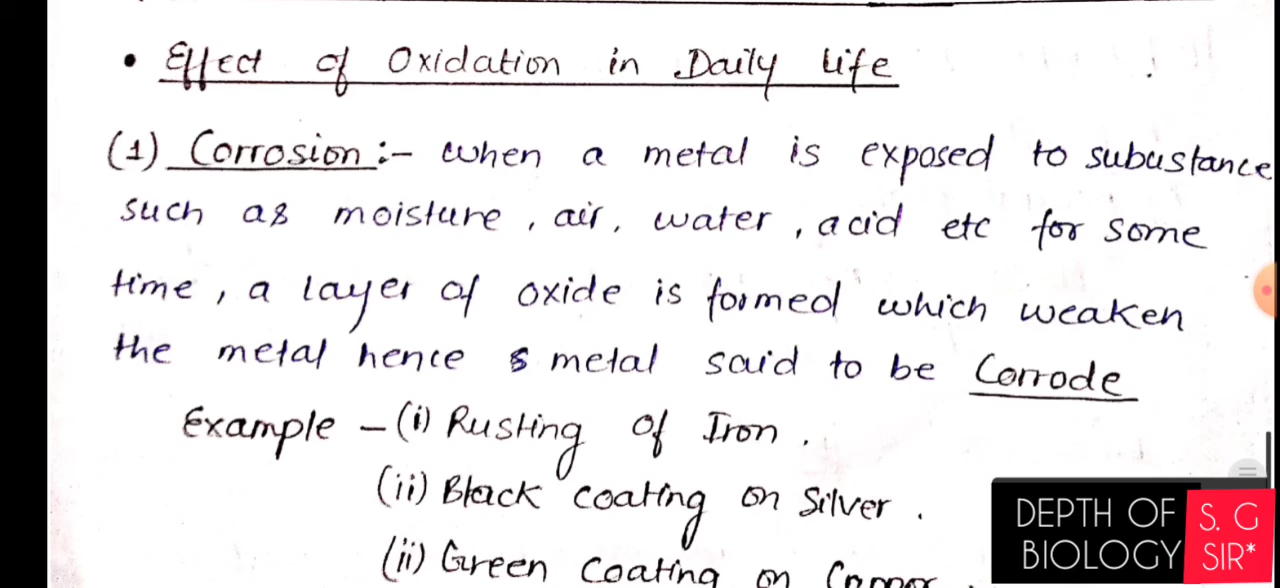 • Effect of Oxidation in Daily life
(1) Corrosion :- when a metal is exposed to subustance
such as moisture, air, water, acid etc for some
time, a layer of oxide is formed which weaken
the metal hence metal said to be Corrode
Example - (i) Rusting of Iron.
(ii) Black coating on Silver.
(ii) Green coating on Copper.
DEPTH OF BIOLOGY
S. G SIR*